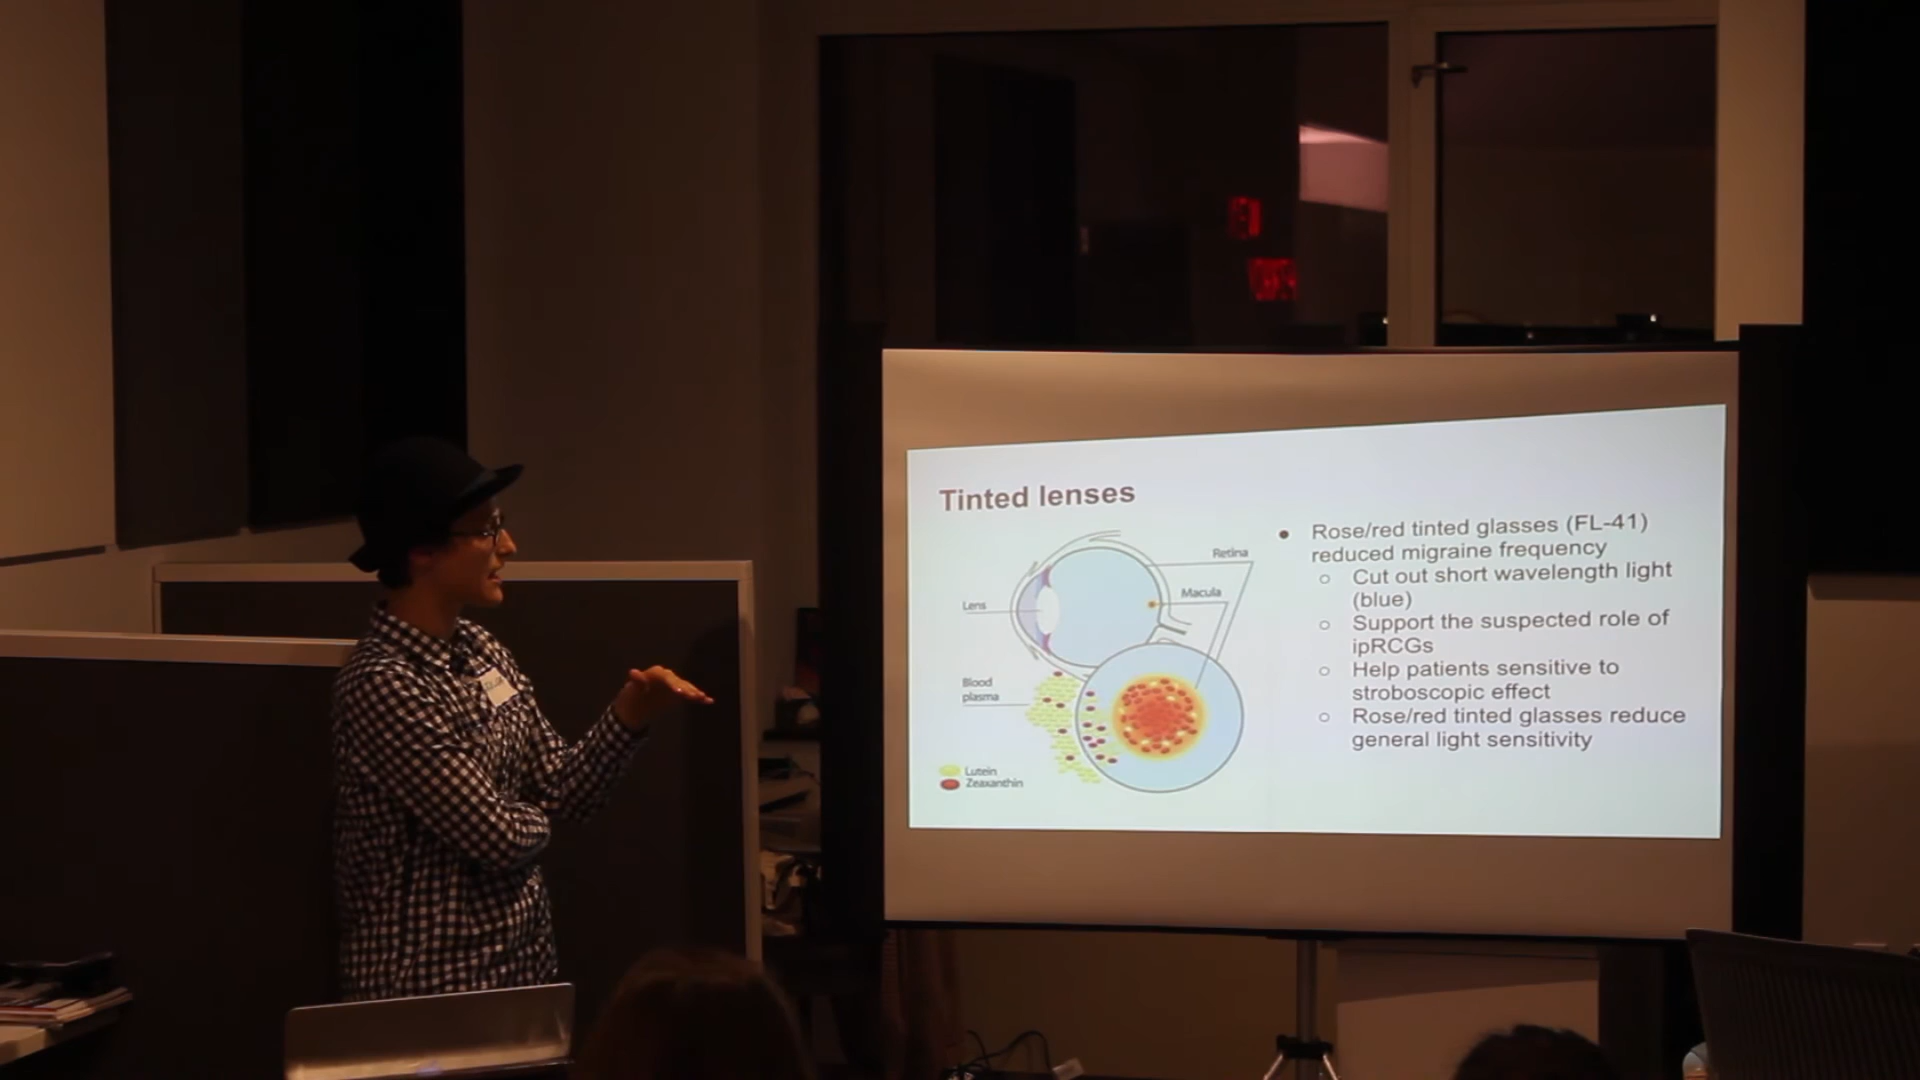 Tinted lenses
Retina
Macula
Lens
Blood
plasma
Lutein
Zeaxanthin
• Rose/red tinted glasses (FL-41)
reduced migraine frequency
○ Cut out short wavelength light
(blue)
○ Support the suspected role of
ipRCGs
○ Help patients sensitive to
stroboscopic effect
○ Rose/red tinted glasses reduce
general light sensitivity